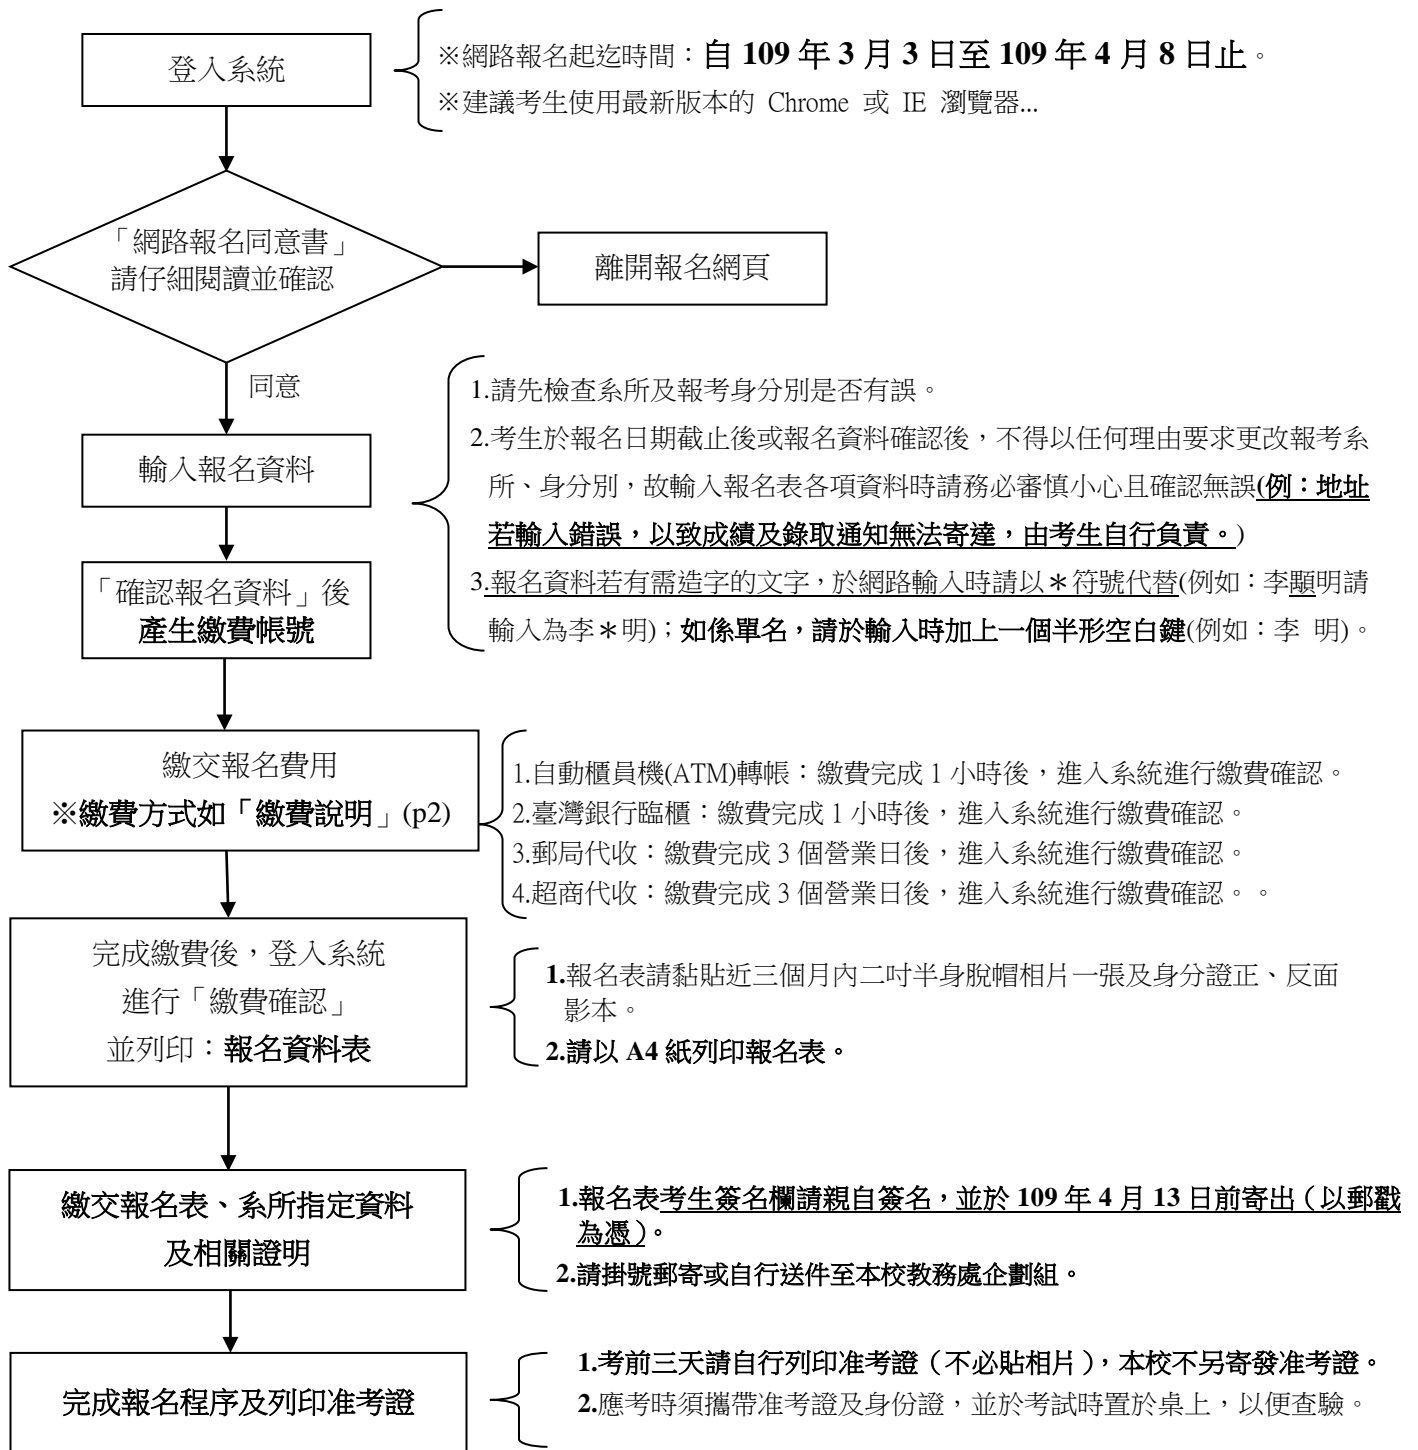 登入系統
※網路報名起迄時間：自 109 年 3 月 3 日至 109 年 4 月 8 日止。
※建議考生使用最新版本的 Chrome 或 IE 瀏覽器...
「網路報名同意書」
請仔細閱讀並確認
離開報名網頁
同意
輸入報名資料
1.請先檢查系所及報考身分別是否有誤。
2.考生於報名日期截止後或報名資料確認後，不得以任何理由要求更改報考系
所、身分別，故輸入報名表各項資料時請務必審慎小心且確認無誤(例：地址
若輸入錯誤，以致成績及錄取通知無法寄達，由考生自行負責。)
3.報名資料若有需造字的文字，於網路輸入時請以＊符號代替(例如：李顯明請
輸入為李＊明)；如係單名，請於輸入時加上一個半形空白鍵(例如：李 明)。
「確認報名資料」後
產生繳費帳號
繳交報名費用
※繳費方式如「繳費說明」(p2)
1.自動櫃員機(ATM)轉帳：繳費完成 1 小時後，進入系統進行繳費確認。
2.臺灣銀行臨櫃：繳費完成 1 小時後，進入系統進行繳費確認。
3.郵局代收：繳費完成 3 個營業日後，進入系統進行繳費確認。
4.超商代收：繳費完成 3 個營業日後，進入系統進行繳費確認。。
完成繳費後，登入系統
進行「繳費確認」
並列印：報名資料表
1.報名表請黏貼近三個月內二吋半身脫帽相片一張及身分證正、反面
影本。
2.請以 A4 紙列印報名表。
繳交報名表、系所指定資料
及相關證明
1.報名表考生簽名欄請親自簽名，並於 109 年 4 月 13 日前寄出（以郵戳
為憑）。
2.請掛號郵寄或自行送件至本校教務處企劃組。
完成報名程序及列印准考證
1.考前三天請自行列印准考證（不必貼相片），本校不另寄發准考證。
2.應考時須攜帶准考證及身份證，並於考試時置於桌上，以便查驗。